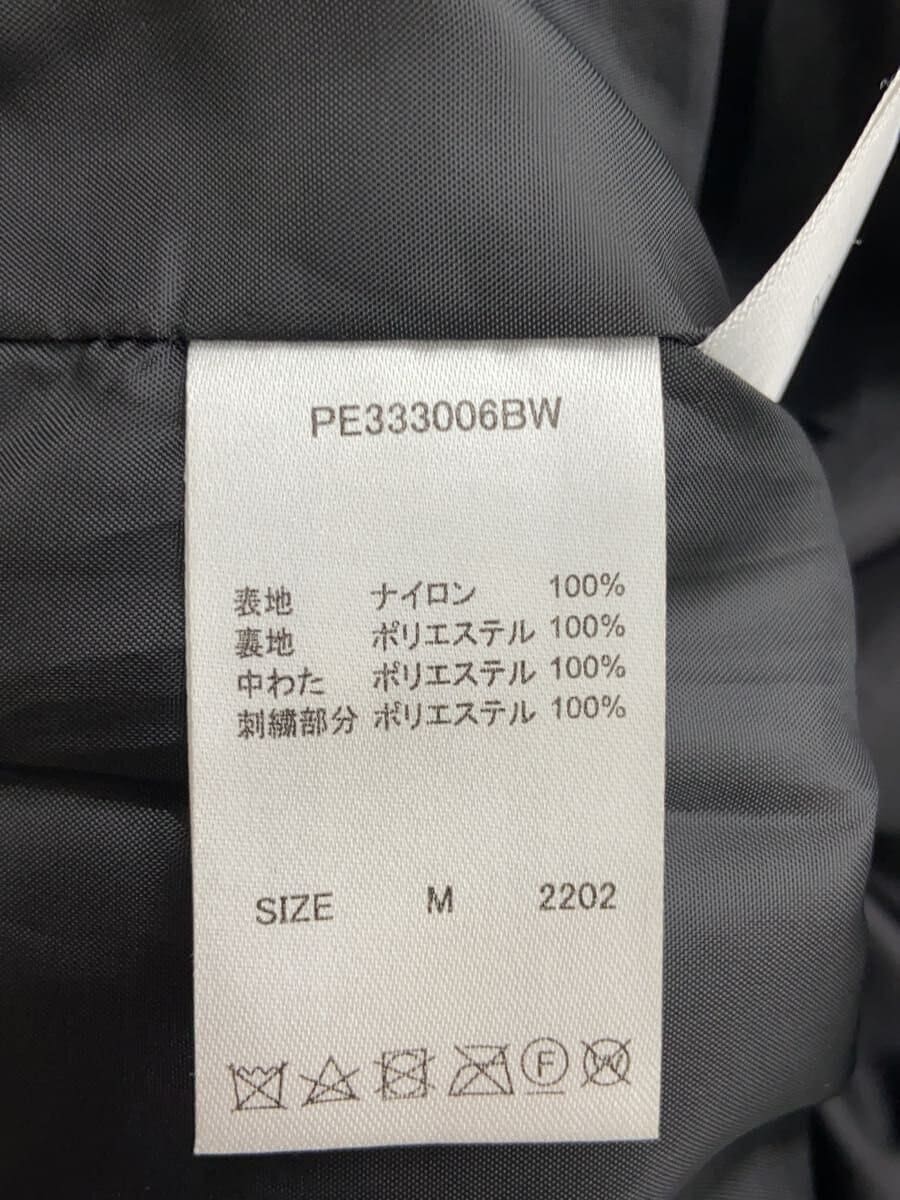 PE333006BW
表地 ナイロン 100%
裏地 ポリエステル 100%
中わた ポリエステル 100%
刺繍部分 ポリエステル 100%
SIZE M 2202
F
W